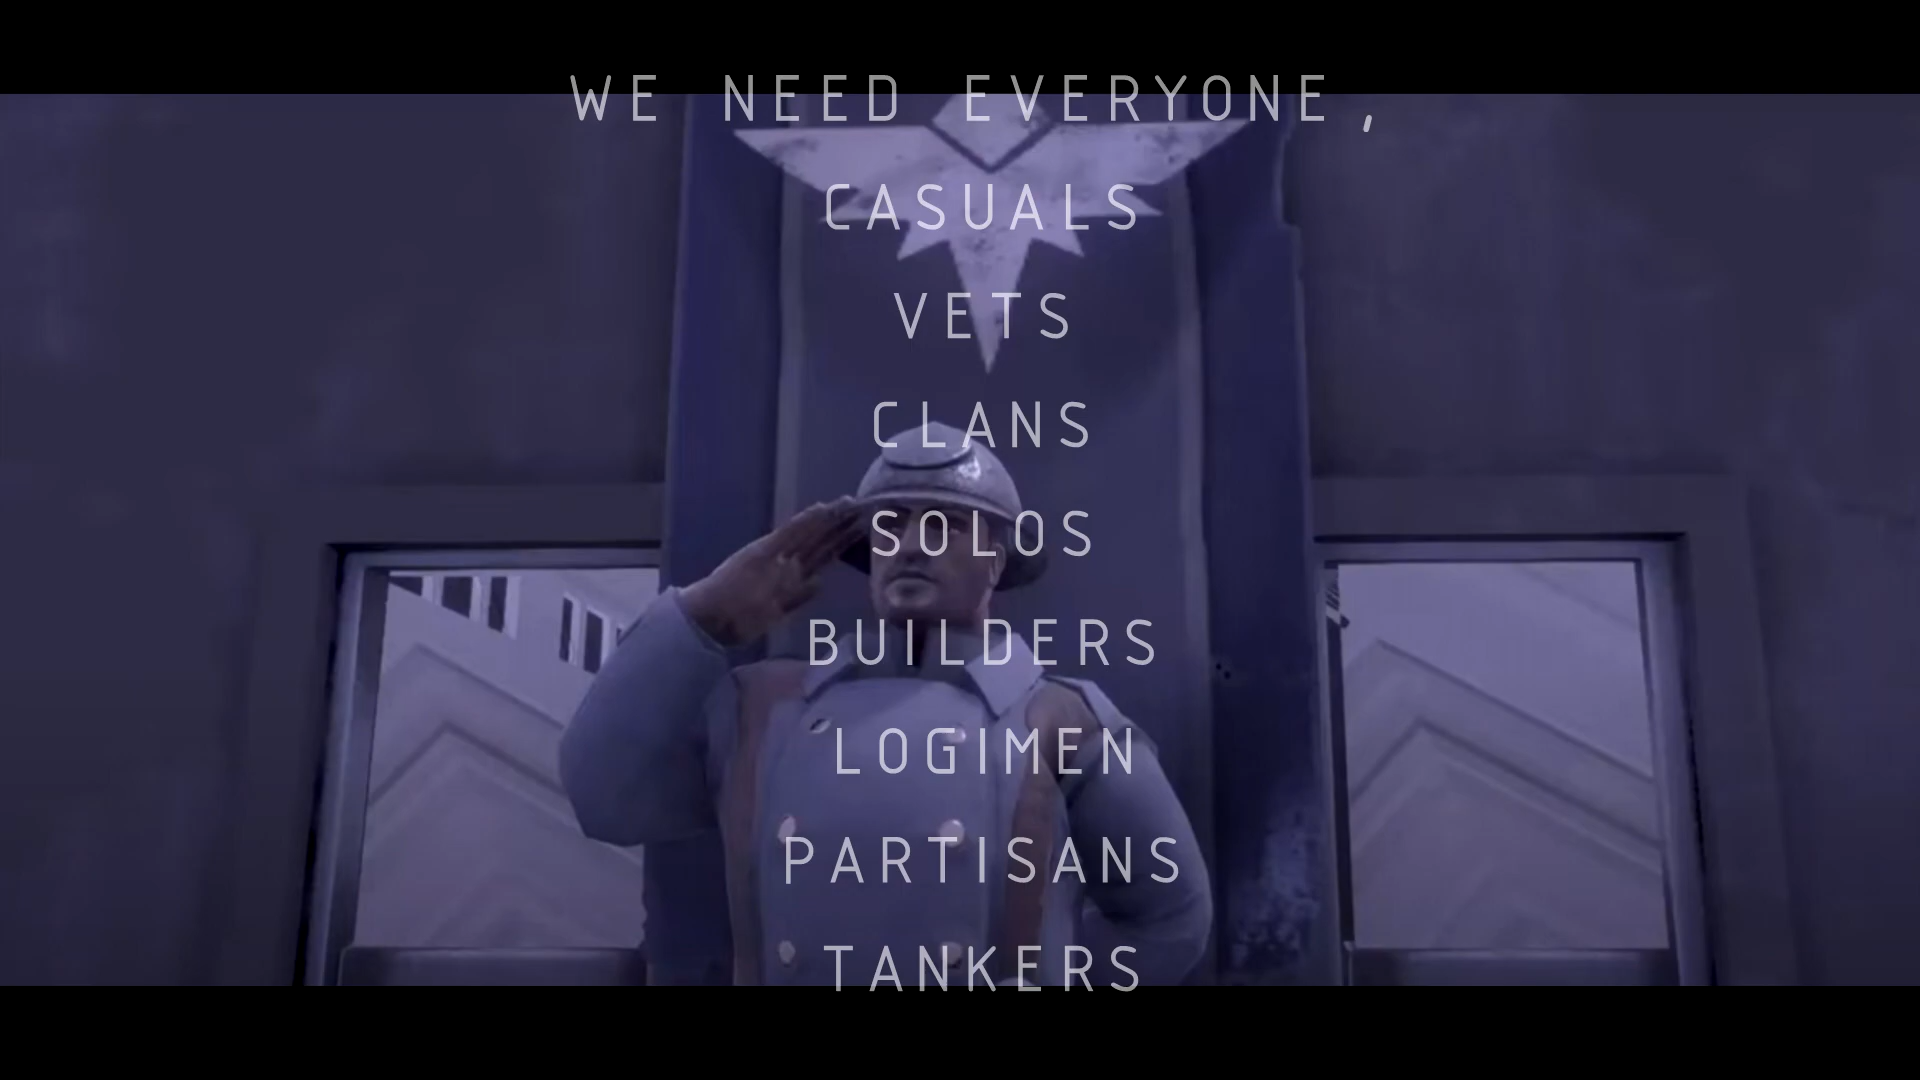 WE NEED EVERYONE,
CASUALS
VETS
CLANS
SOLOS
BUILDERS
LOGIMEN
PARTISANS
TANKERS